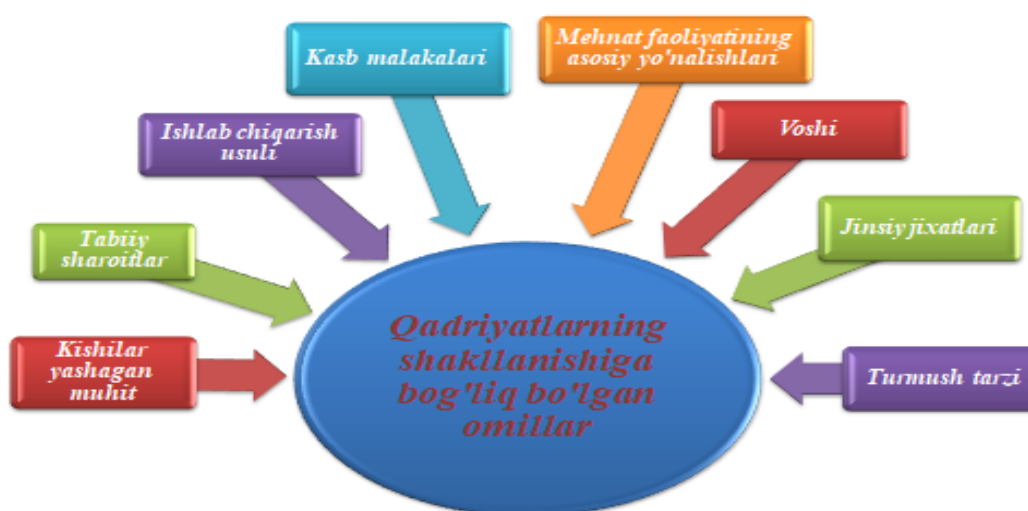 Kasb malakalari
Mehnat faoliyatining
asosiy yo'nalishlari
Ishlab chiqarish
usuli
Voshi
Tabiiy
sharoitlar
Jinsiy jixatlari
Kishilar
yashagan
muhit
Turmush tarzi
Qadriyatlarning
shakllanishiga
bog'liq bo'lgan
omillar